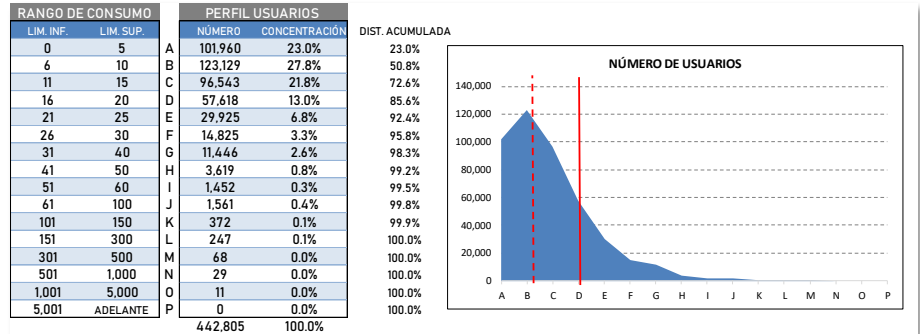 RANGO DE CONSUMO PERFIL USUARIOS
LIM. INF. LIM. SUP. NÚMERO CONCENTRACIÓN DIST. ACUMULADA
0 5 A 101,960 23.0% 23.0%
6 10 B 123,129 27.8% 50.8%
11 15 C 96,543 21.8% 72.6%
16 20 D 57,618 13.0% 85.6%
21 25 E 29,925 6.8% 92.4%
26 30 F 14,825 3.3% 95.8%
31 40 G 11,446 2.6% 98.3%
41 50 H 3,619 0.8% 99.2%
51 60 I 1,452 0.3% 99.5%
61 100 J 1,561 0.4% 99.8%
101 150 K 372 0.1% 99.9%
151 300 L 247 0.1% 100.0%
301 500 M 68 0.0% 100.0%
501 1,000 N 29 0.0% 100.0%
1,001 5,000 O 11 0.0% 100.0%
5,001 ADELANTE P 0 0.0% 100.0%
442,805 100.0%
NÚMERO DE USUARIOS
140,000
120,000
100,000
80,000
60,000
40,000
20,000
0
A B C D E F G H I J K L M N O P